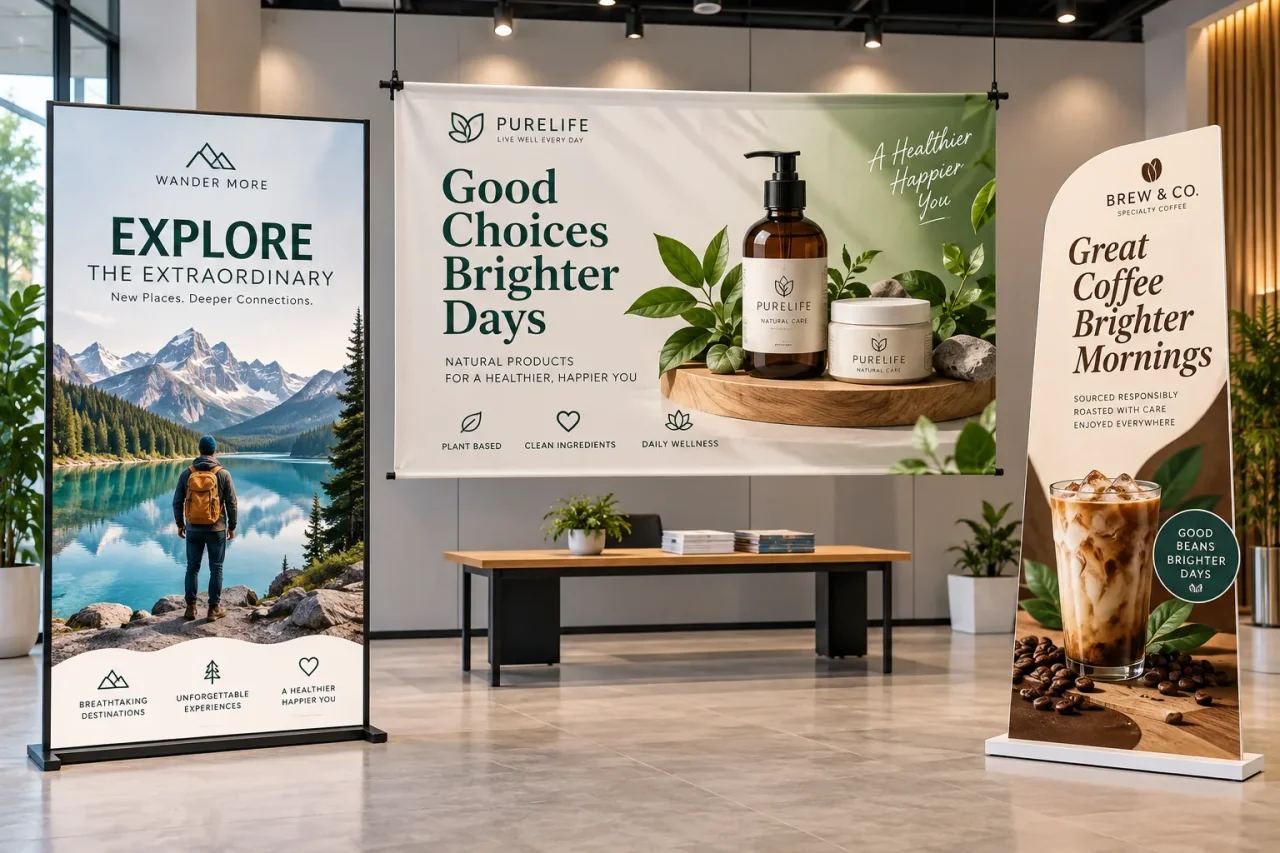 WANDER MORE
EXPLORE
THE EXTRAORDINARY
New Places. Deeper Connections.
BREATHTAKING
DESTINATIONS
UNFORGETTABLE
EXPERIENCES
A HEALTHIER
HAPPIER YOU
PURELIFE
LIVE WELL EVERY DAY
Good
Choices
Brighter
Days
NATURAL PRODUCTS
FOR A HEALTHIER, HAPPIER YOU
PLANT BASED
CLEAN INGREDIENTS
DAILY WELLNESS
A Healthier
Happier
You
PURELIFE
NATURAL CARE
PURELIFE
NATURAL CARE
BREW & CO.
SPECIALTY COFFEE
Great
Coffee
Brighter
Mornings
SOURCED RESPONSIBLY
ROASTED WITH CARE
ENJOYED EVERYWHERE
GOOD
BEANS
BRIGHTER
DAYS